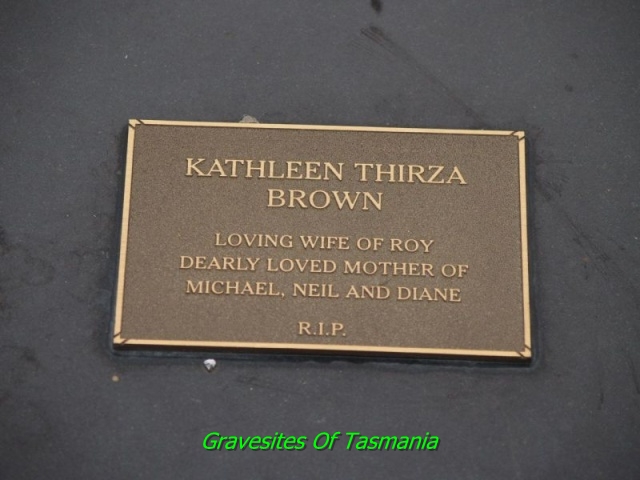 KATHLEEN THIRZA
BROWN
LOVING WIFE OF ROY
DEARLY LOVED MOTHER OF
MICHAEL, NEIL AND DIANE
R.I.P.
Gravesites Of Tasmania